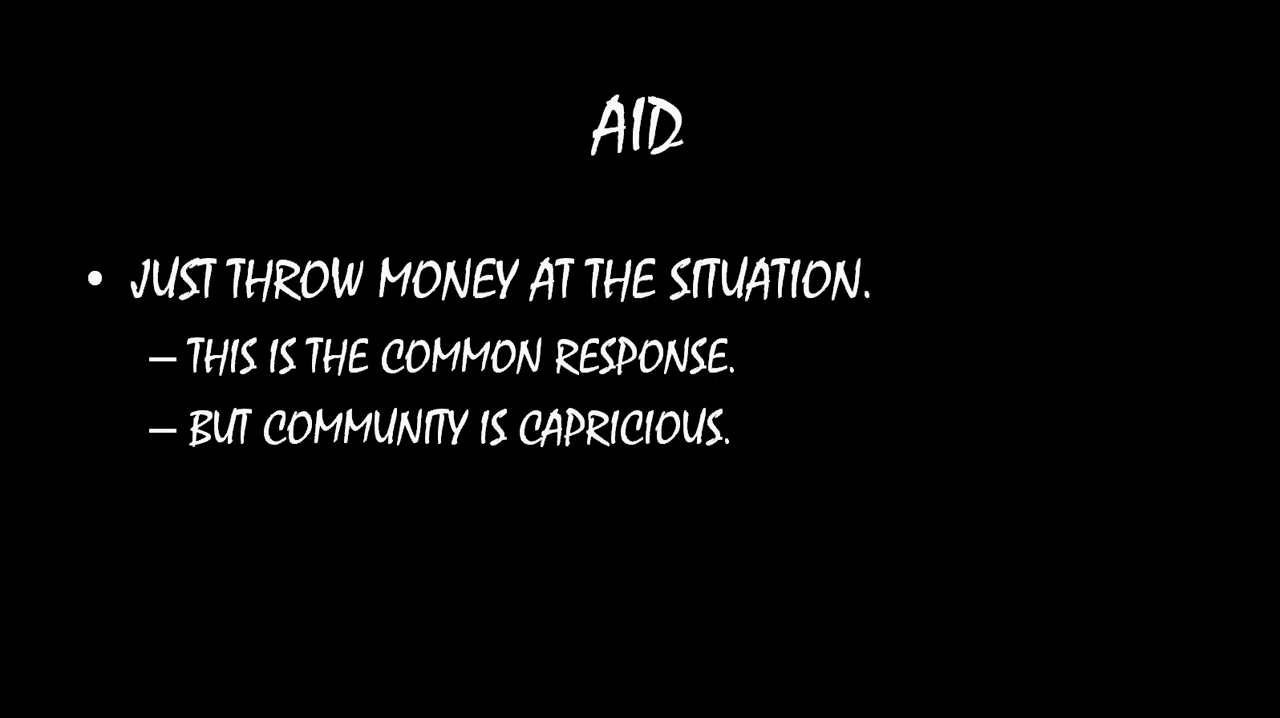 AID
• JUST THROW MONEY AT THE SITUATION.
– THIS IS THE COMMON RESPONSE.
– BUT COMMUNITY IS CAPRICIOUS.